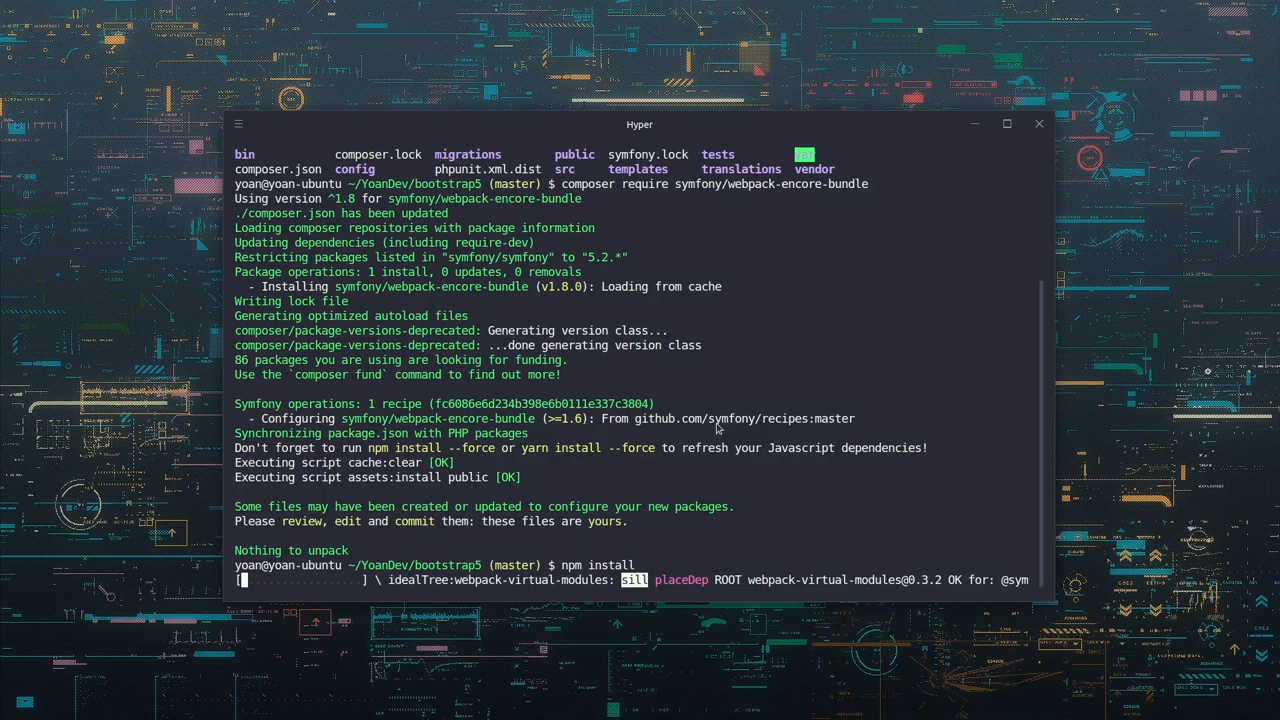 Hyper
bin composer.lock migrations public symfony.lock tests var
composer.json config phpunit.xml.dist src templates translations vendor
yoan@yoan-ubuntu ~/YoanDev/bootstrap5 (master) $ composer require symfony/webpack-encore-bundle
Using version ^1.8 for symfony/webpack-encore-bundle
./composer.json has been updated
Loading composer repositories with package information
Updating dependencies (including require-dev)
Restricting packages listed in "symfony/symfony" to "5.2.*"
Package operations: 1 install, 0 updates, 0 removals
- Installing symfony/webpack-encore-bundle (v1.8.0): Loading from cache
Writing lock file
Generating optimized autoload files
composer/package-versions-deprecated: Generating version class...
composer/package-versions-deprecated: ...done generating version class
86 packages you are using are looking for funding.
Use the `composer fund` command to find out more!
Symfony operations: 1 recipe (fc6086e6d234b398e6b0111e337c3804)
- Configuring symfony/webpack-encore-bundle (>=1.6): From github.com/symfony/recipes:master
Synchronizing package.json with PHP packages
Don't forget to run npm install --force or yarn install --force to refresh your Javascript dependencies!
Executing script cache:clear [OK]
Executing script assets:install public [OK]
Some files may have been created or updated to configure your new packages.
Please review, edit and commit them: these files are yours.
Nothing to unpack
yoan@yoan-ubuntu ~/YoanDev/bootstrap5 (master) $ npm install
[ .................] \ idealTree:webpack-virtual-modules: sill placeDep ROOT webpack-virtual-modules@0.3.2 OK for: @sym